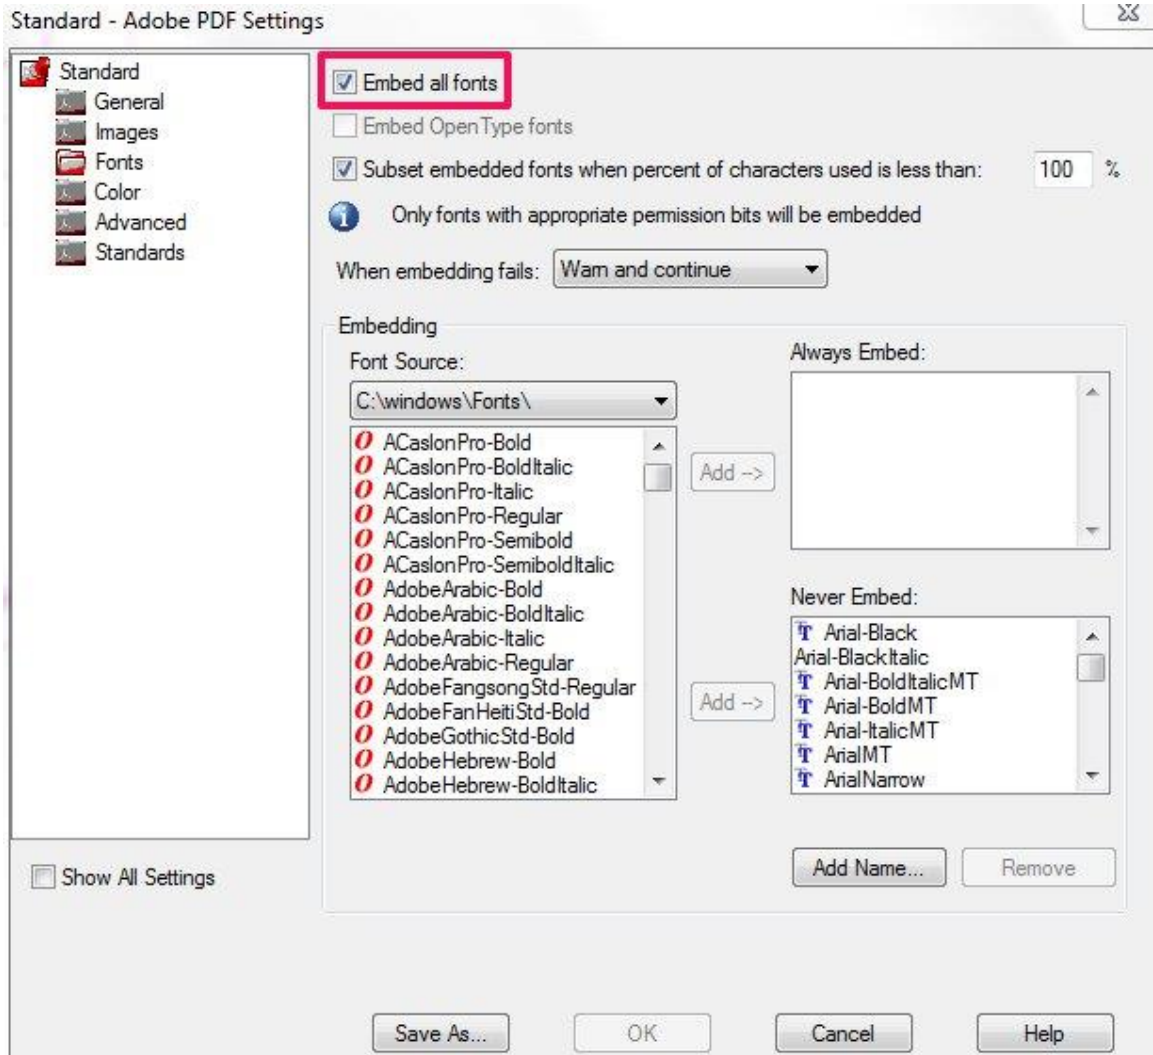 Standard - Adobe PDF Settings
Standard
General
Images
Fonts
Color
Advanced
Standards
Show All Settings
Embed all fonts
Embed OpenType fonts
Subset embedded fonts when percent of characters used is less than: 100 %
Only fonts with appropriate permission bits will be embedded
When embedding fails: Warn and continue
Embedding
Font Source:
C:\windows\Fonts\
ACaslonPro-Bold
ACaslonPro-BoldItalic
ACaslonPro-Italic
ACaslonPro-Regular
ACaslonPro-Semibold
ACaslonPro-SemiboldItalic
AdobeArabic-Bold
AdobeArabic-BoldItalic
AdobeArabic-Italic
AdobeArabic-Regular
AdobeFangsongStd-Regular
AdobeFanHeitiStd-Bold
AdobeGothicStd-Bold
AdobeHebrew-Bold
AdobeHebrew-BoldItalic
Add -->
Add -->
Always Embed:
Never Embed:
Arial-Black
Arial-BlackItalic
Arial-BoldItalicMT
Arial-BoldMT
Arial-ItalicMT
ArialMT
ArialNarrow
Add Name...
Remove
Save As...
OK
Cancel
Help